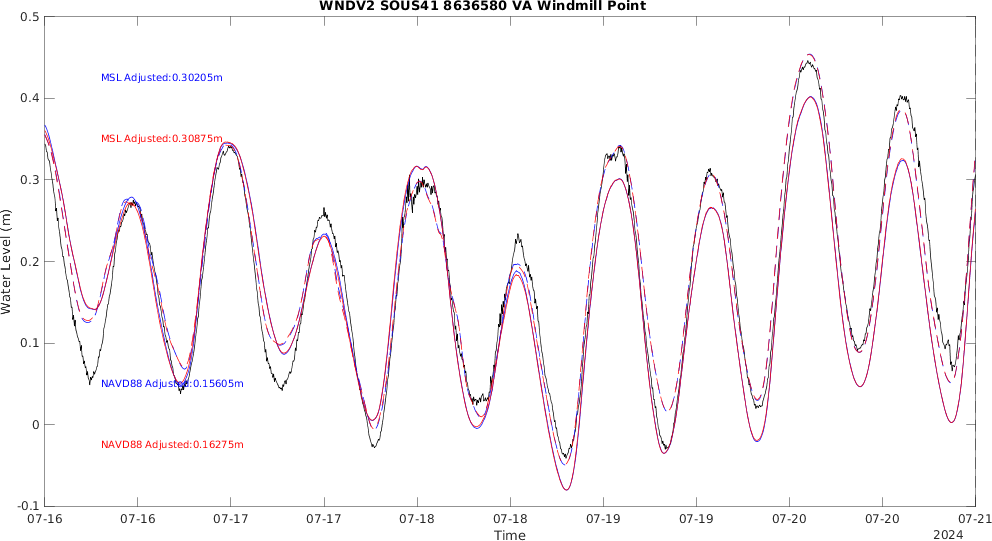 WNDV2 SOUS41 8636580 VA Windmill Point
0.5
0.4
0.3
0.2
0.1
0
-0.1
Water Level (m)
MSL Adjusted:0.30205m
MSL Adjusted:0.30875m
NAVD88 Adjusted:0.15605m
NAVD88 Adjusted:0.16275m
07-16 07-16 07-17 07-17 07-18 07-18 07-19 07-19 07-20 07-20 07-21
Time
2024